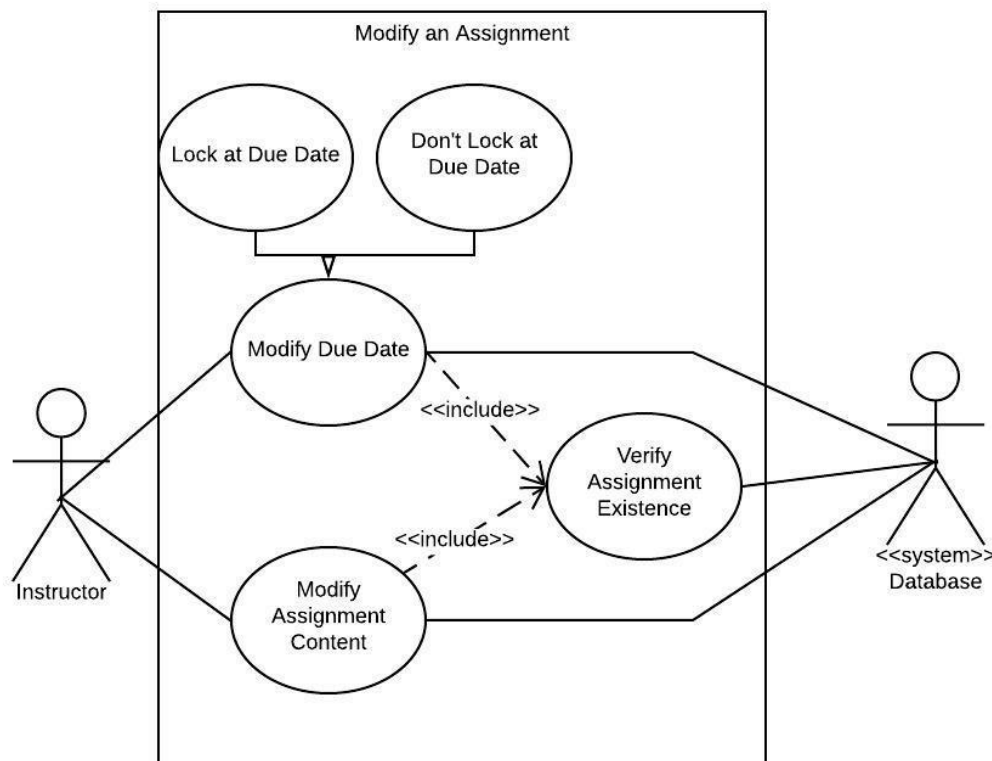 Modify an Assignment
Lock at Due Date
Don't Lock at
Due Date
Modify Due Date
<<include>>
Verify
Assignment
Existence
<<include>>
Modify
Assignment
Content
Instructor
<<system>>
Database